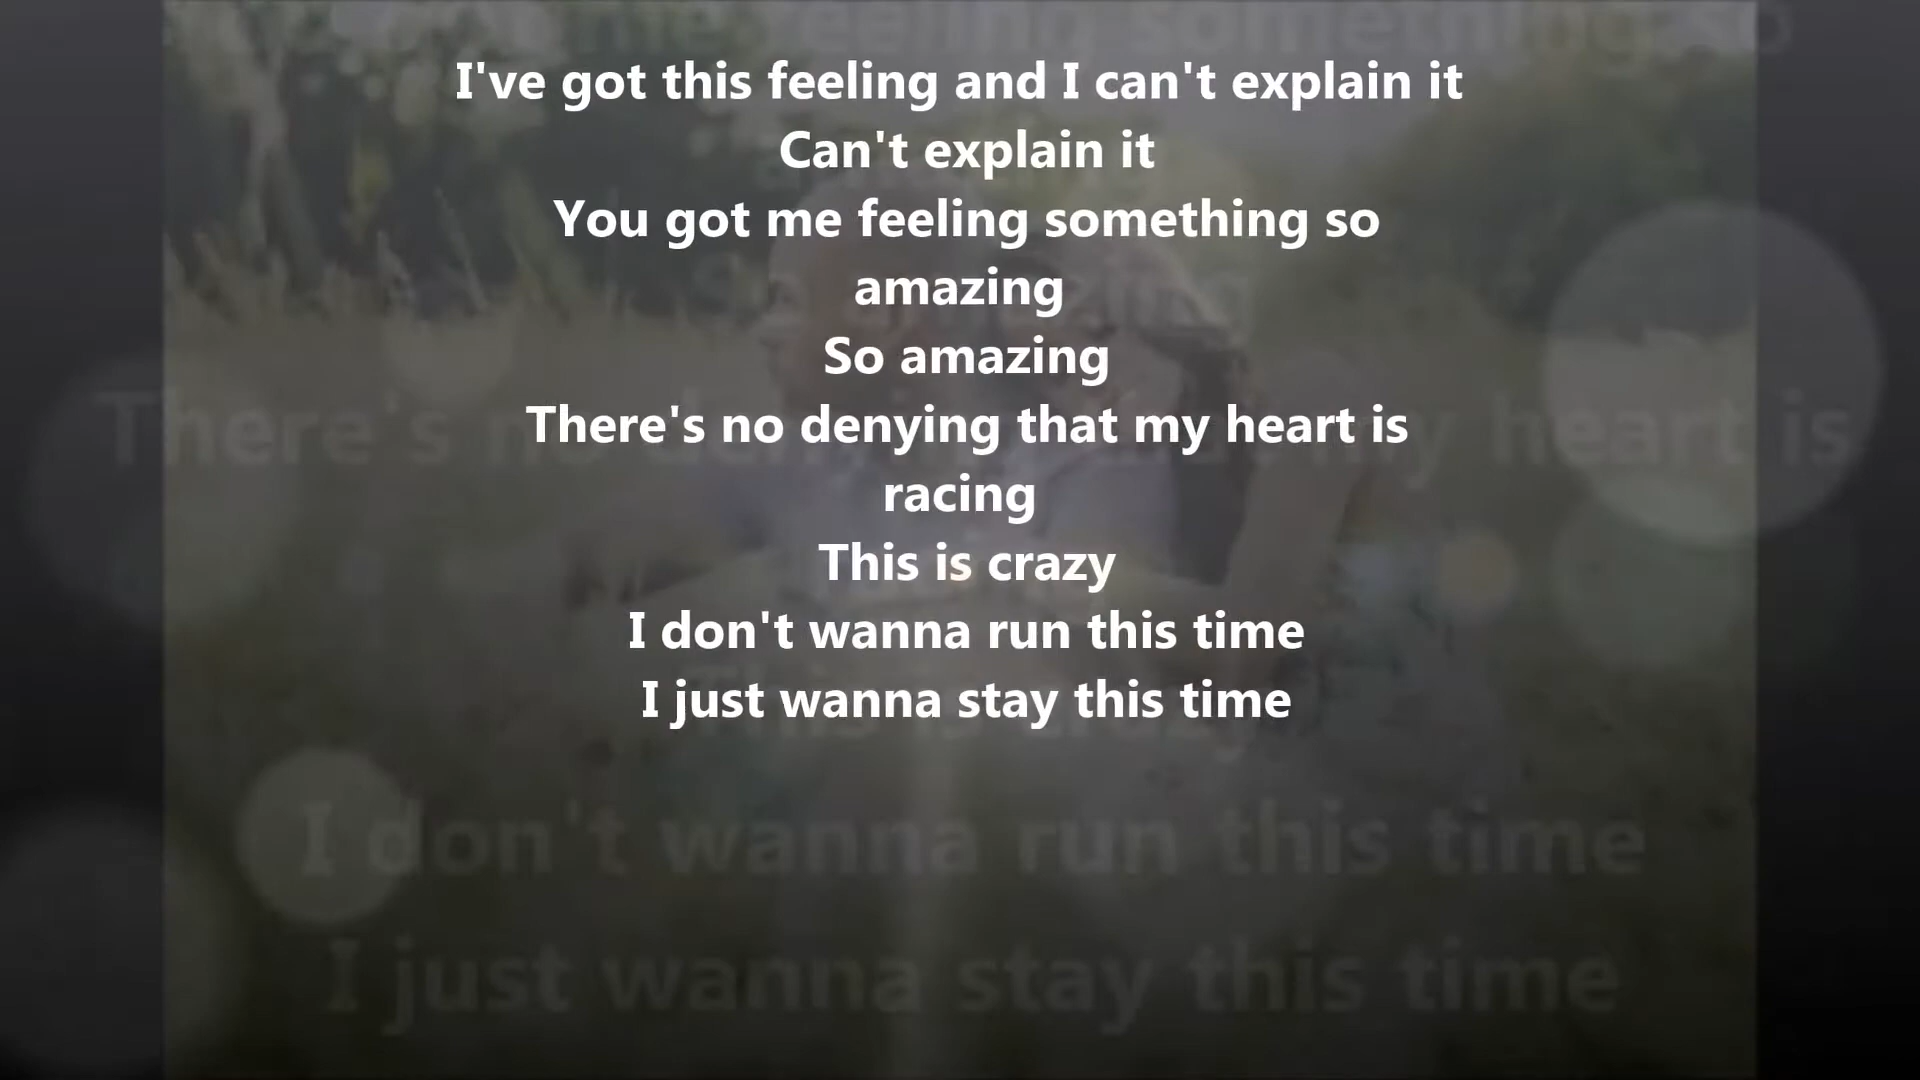 I've got this feeling and I can't explain it
Can't explain it
You got me feeling something so
amazing
So amazing
There's no denying that my heart is
racing
This is crazy
I don't wanna run this time
I just wanna stay this time